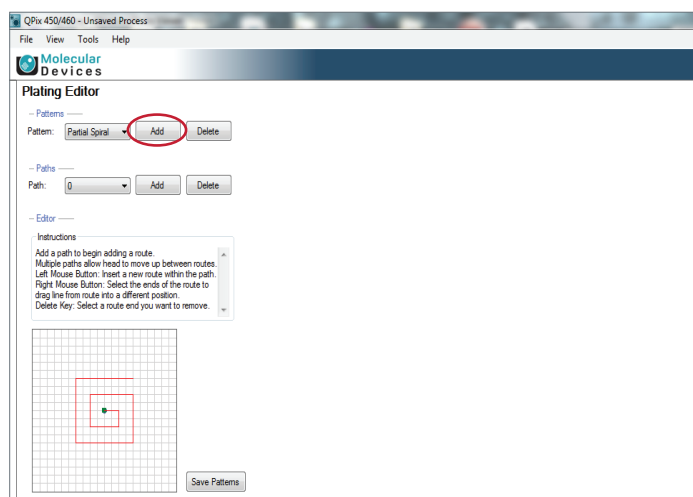 QPix 450/460 - Unsaved Process
File View Tools Help
Molecular
Devices
Plating Editor
Patterns
Pattern: Partial Spiral Add Delete
Paths
Path: 0 Add Delete
Editor
Instructions
Add a path to begin adding a route.
Multiple paths allow head to move up between routes.
Left Mouse Button: Insert a new route within the path.
Right Mouse Button: Select the ends of the route to
drag line from route into a different position.
Delete Key: Select a route end you want to remove.
Save Patterns